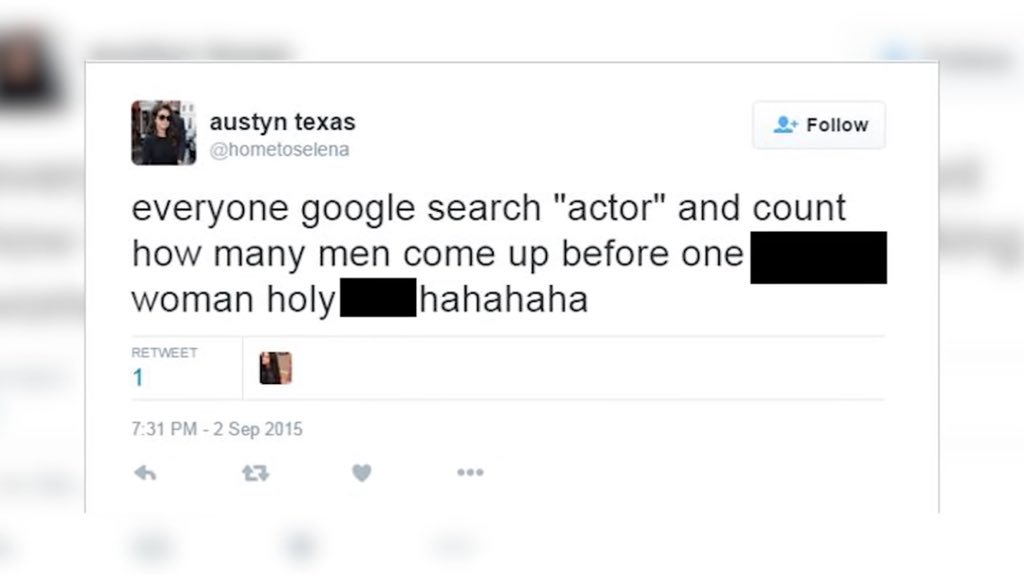 austyn texas
@hometoselena
Follow
everyone google search "actor" and count
how many men come up before one
woman holy hahahaha
RETWEET
1
7:31 PM - 2 Sep 2015